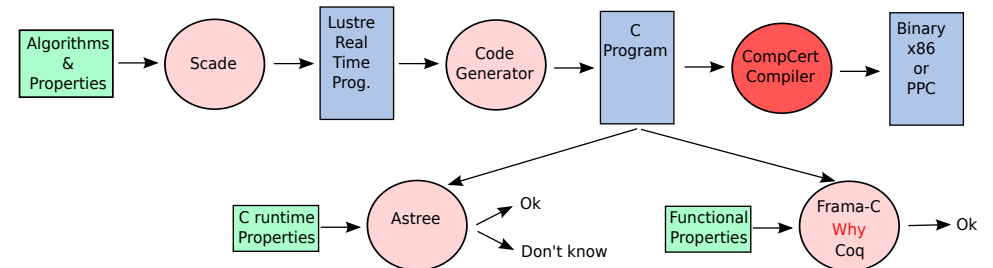 Algorithms
&
Properties
Scade
Lustre
Real
Time
Prog.
Code
Generator
C
Program
CompCert
Compiler
Binary
x86
or
PPC
C runtime
Properties
Astree
Ok
Don't know
Functional
Properties
Frama-C
Why
Coq
Ok